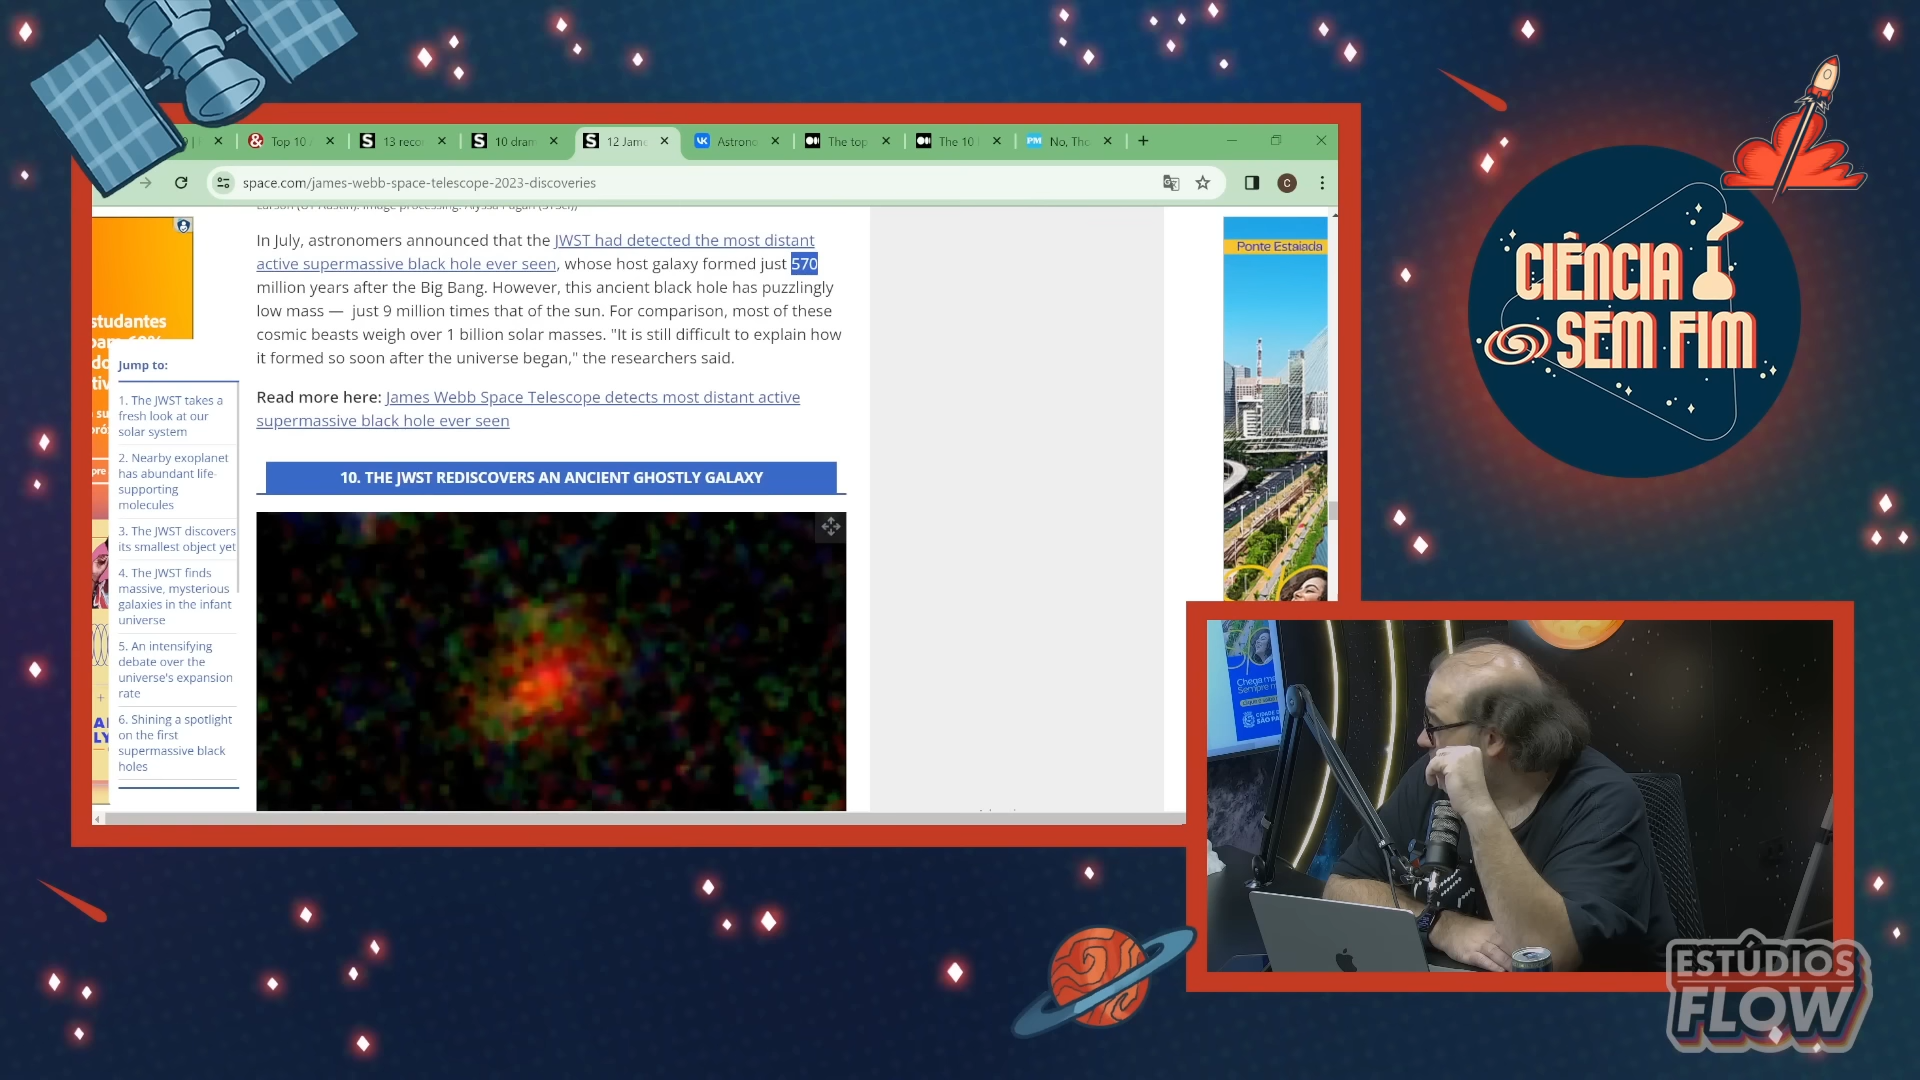 Top 10
13 reco
10 dram
12 Jame
Astrono
The top
The 10
PM
No, The
space.com/james-webb-space-telescope-2023-discoveries
C
In July, astronomers announced that the JWST had detected the most distant
active supermassive black hole ever seen, whose host galaxy formed just 570
million years after the Big Bang. However, this ancient black hole has puzzlingly
low mass — just 9 million times that of the sun. For comparison, most of these
cosmic beasts weigh over 1 billion solar masses. "It is still difficult to explain how
it formed so soon after the universe began," the researchers said.
Read more here: James Webb Space Telescope detects most distant active
supermassive black hole ever seen
10. THE JWST REDISCOVERS AN ANCIENT GHOSTLY GALAXY
studantes
Jump to:
1. The JWST takes a
fresh look at our
solar system
2. Nearby exoplanet
has abundant life-
supporting
molecules
3. The JWST discovers
its smallest object yet
4. The JWST finds
massive, mysterious
galaxies in the infant
universe
5. An intensifying
debate over the
universe's expansion
rate
6. Shining a spotlight
on the first
supermassive black
holes
Ponte Estaiada
CIÊNCIA
SEM FIM
Chega ma
Sempre
CIDADE D
SÃO PA
ESTÚDIOS
FLOW